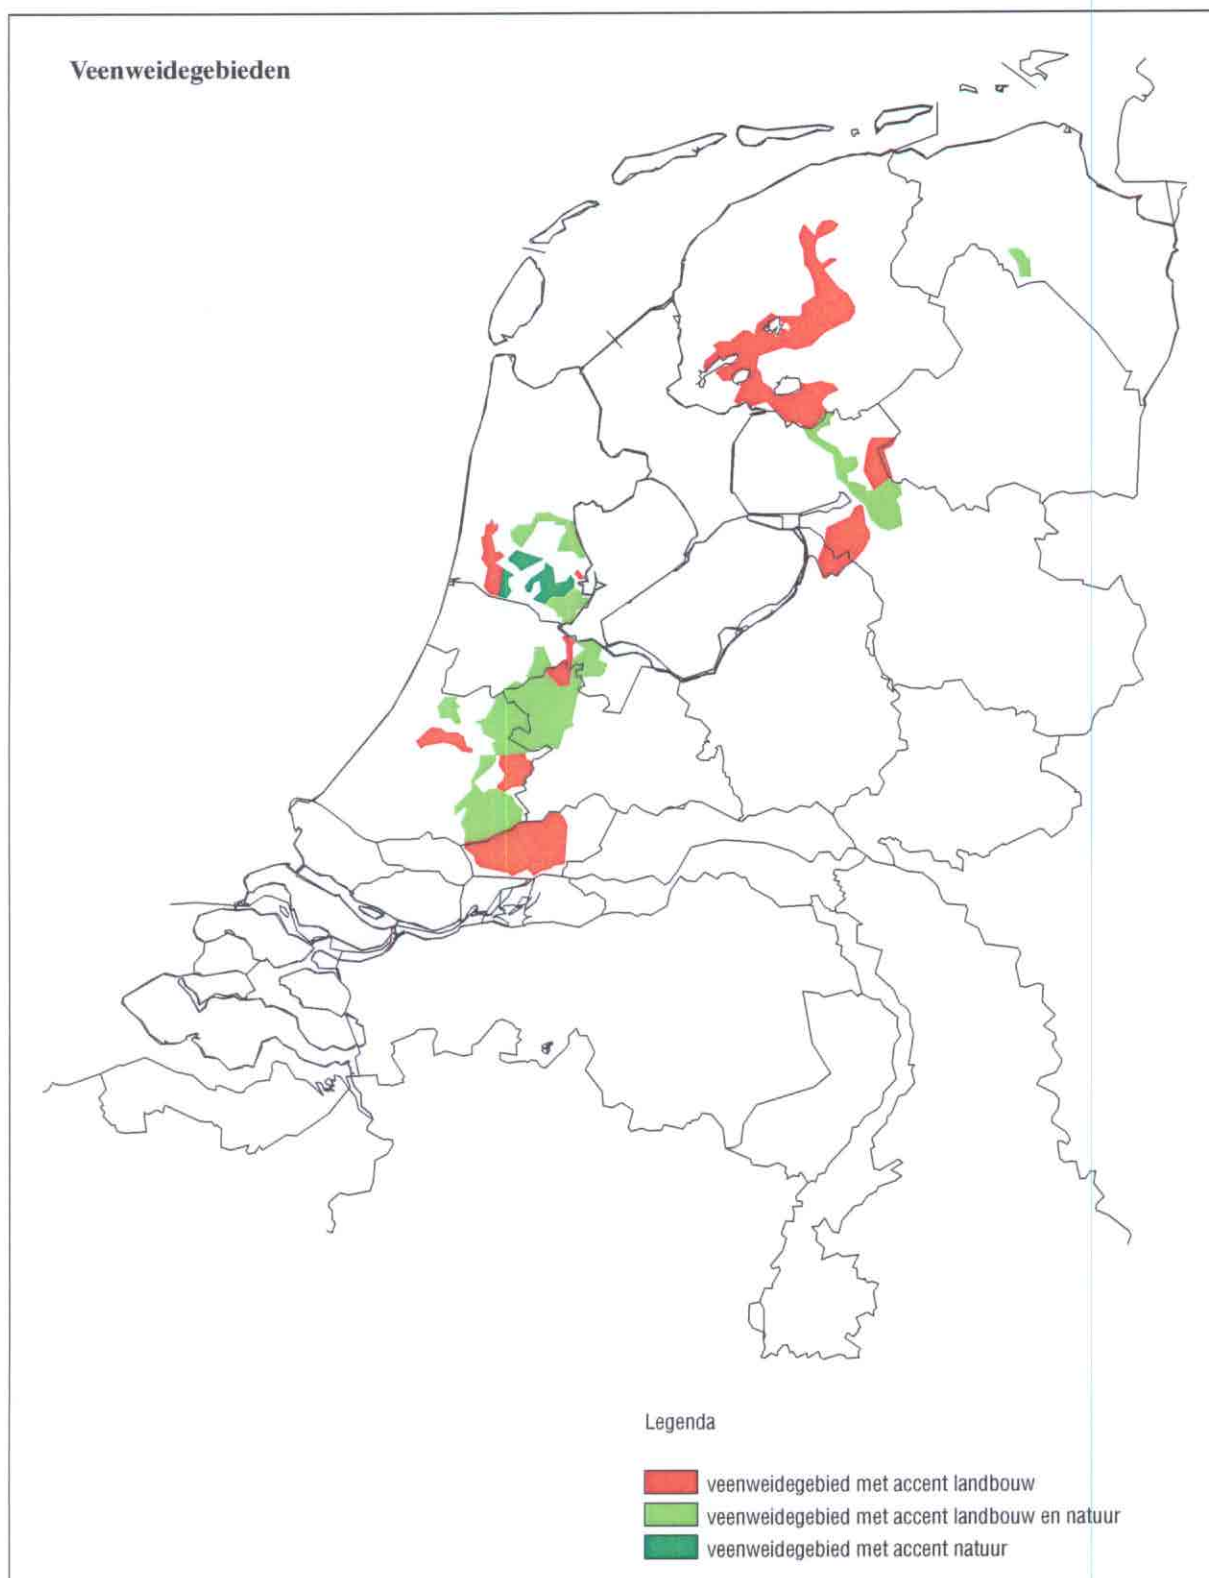 Veenweidegebieden
Legenda
veenweidegebied met accent landbouw
veenweidegebied met accent landbouw en natuur
veenweidegebied met accent natuur